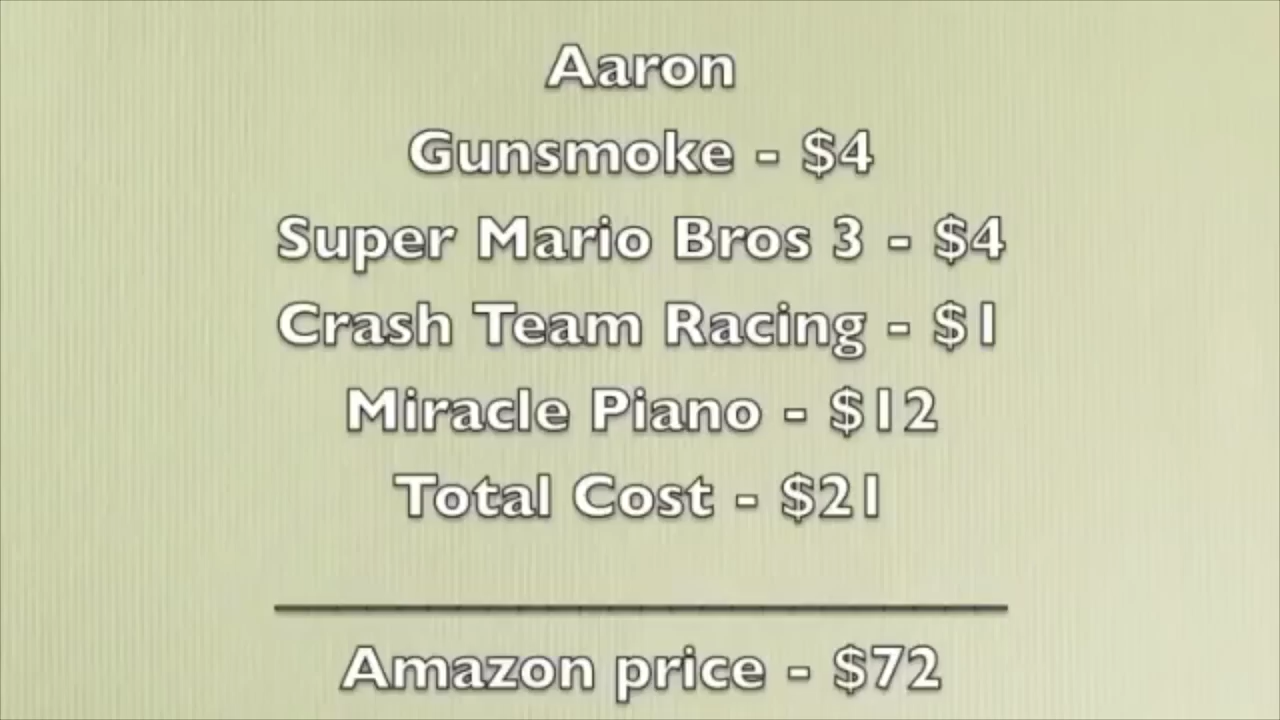 Aaron
Gunsmoke - $4
Super Mario Bros 3 - $4
Crash Team Racing - $1
Miracle Piano - $12
Total Cost - $21
Amazon price - $72